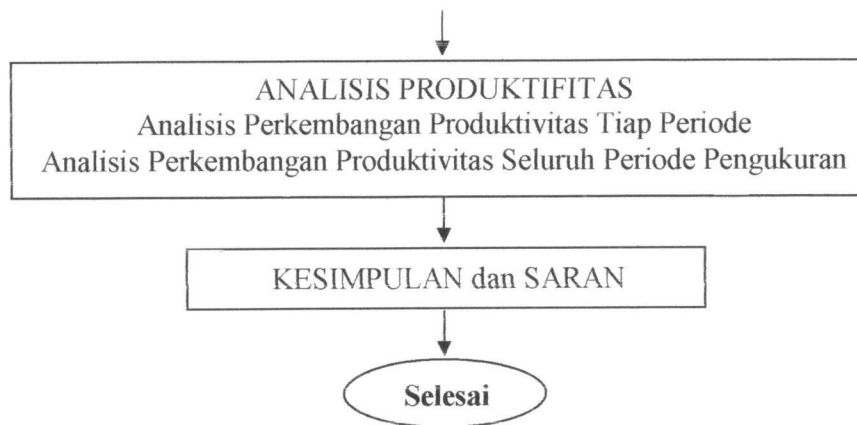 ANALISIS PRODUKTIFITAS
Analisis Perkembangan Produktivitas Tiap Periode
Analisis Perkembangan Produktivitas Seluruh Periode Pengukuran
KESIMPULAN dan SARAN
Selesai